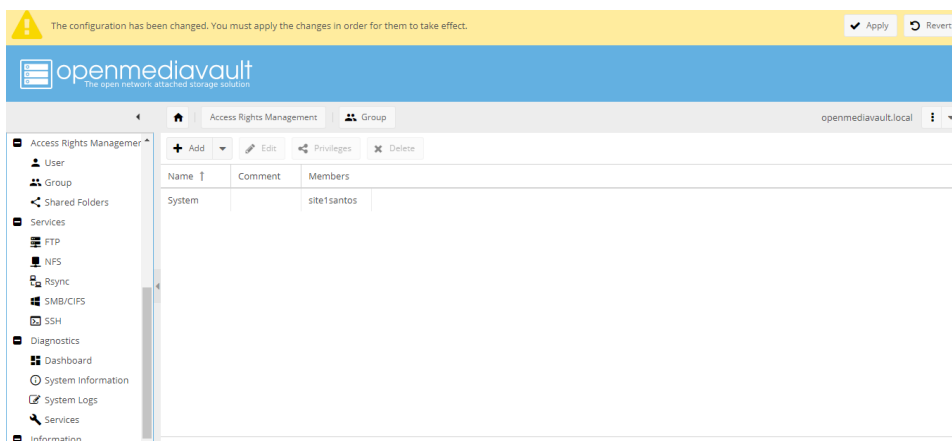 The configuration has been changed. You must apply the changes in order for them to take effect.
Apply
Revert
openmediavault
The open network attached storage solution
Access Rights Management
Group
openmediavault.local
Access Rights Managemen
User
Group
Shared Folders
Services
FTP
NFS
Rsync
SMB/CIFS
SSH
Diagnostics
Dashboard
System Information
System Logs
Services
Information
Add
Edit
Privileges
Delete
Name
Comment
Members
System
site1santos